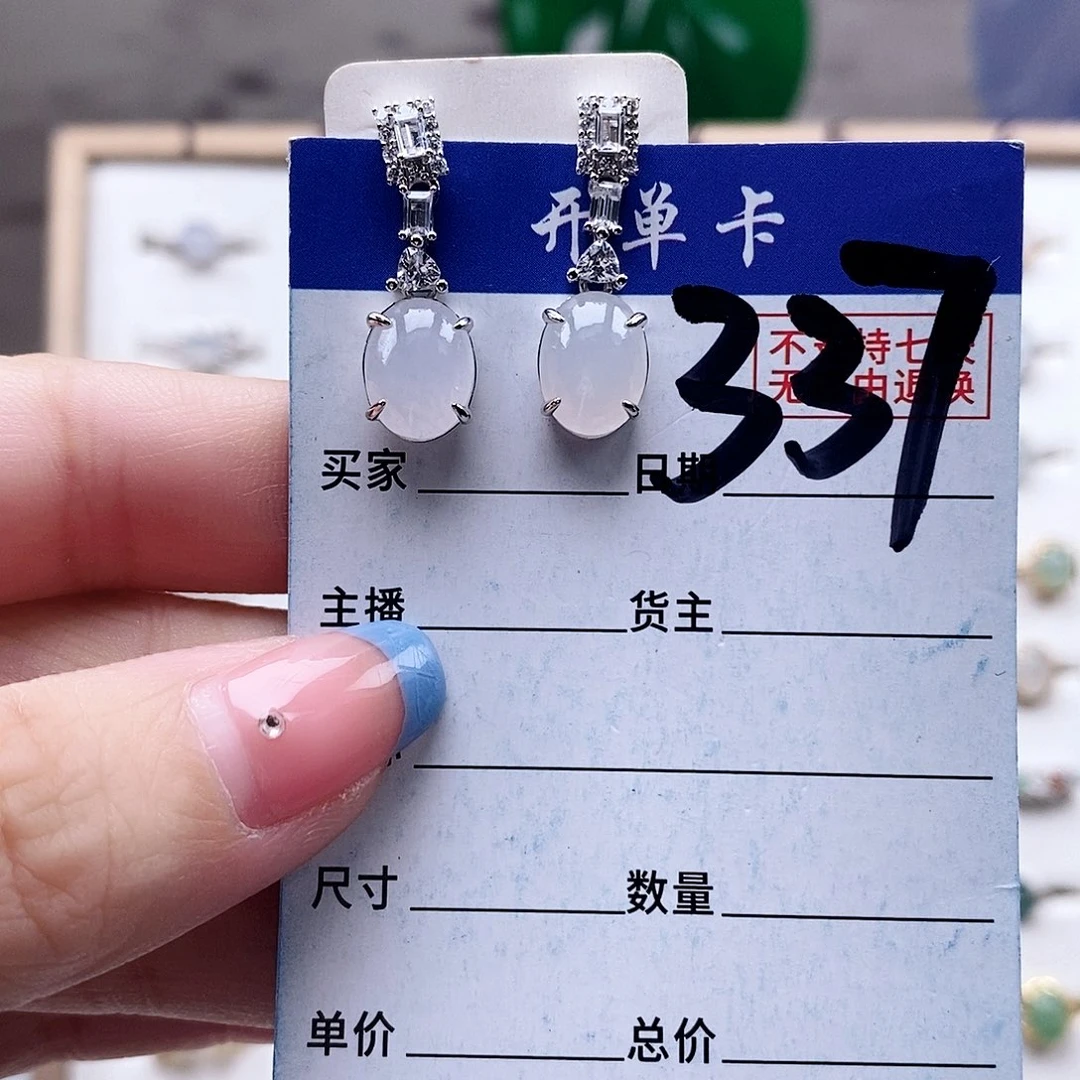 开单卡
337
不 持七
无 由退换
买家 日期
主播 货主
尺寸 数量
单价 总价